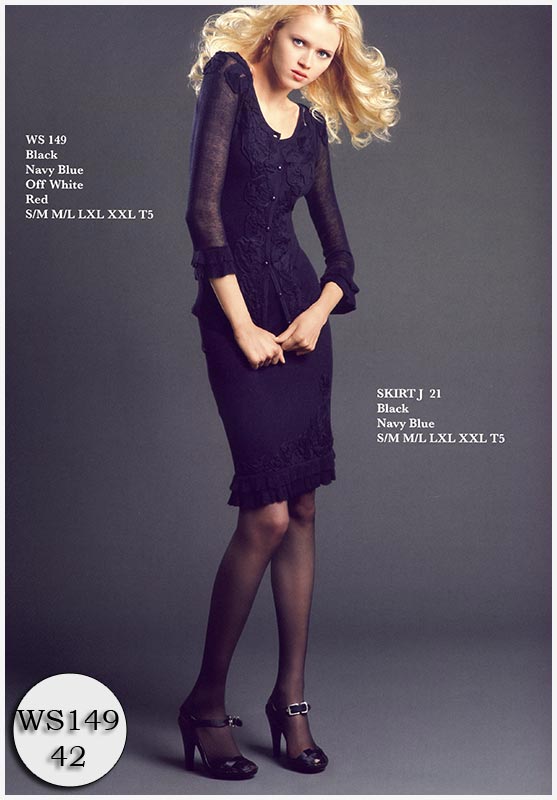 WS 149
Black
Navy Blue
Off White
Red
S/M M/L LXL XXL T5
SKIRT J 21
Black
Navy Blue
S/M M/L LXL XXL T5
WS149
42